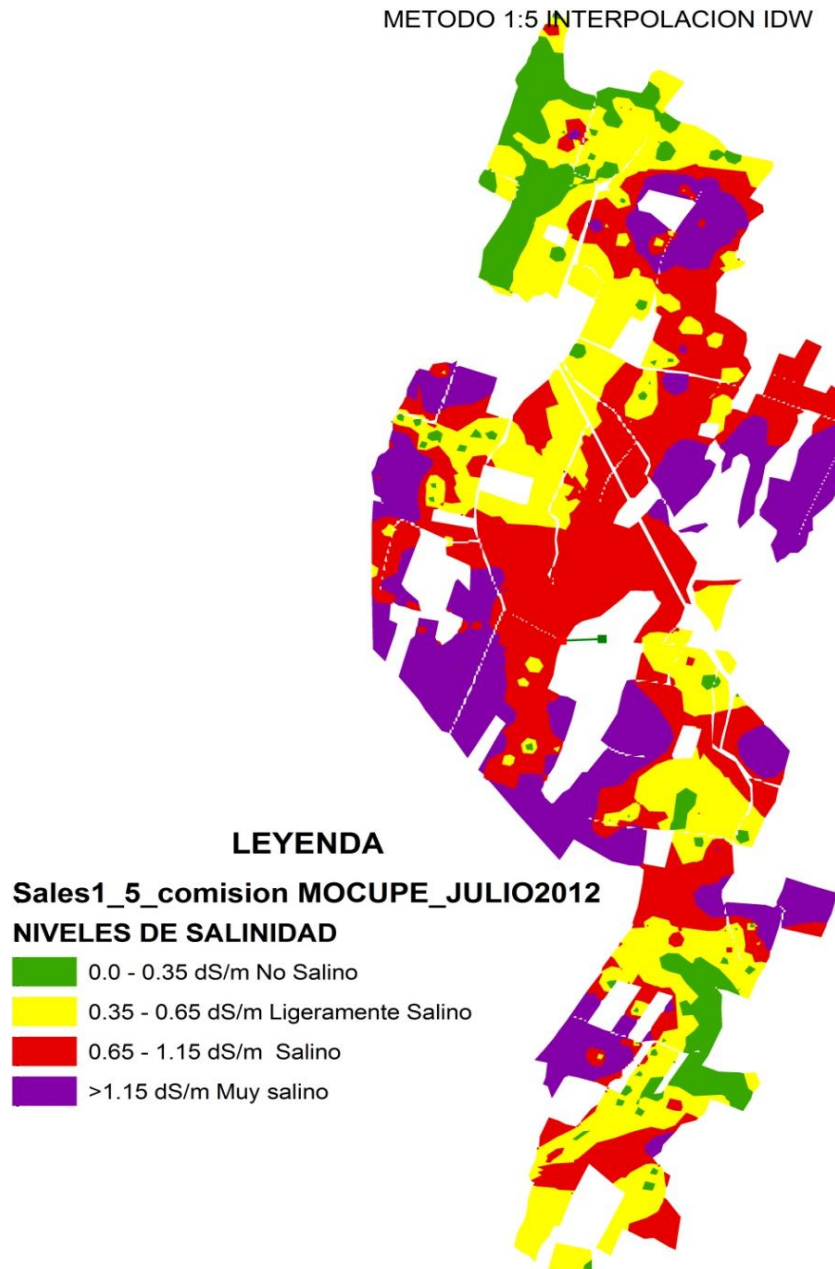 METODO 1:5 INTERPOLACION IDW
LEYENDA
Sales1_5_comision MOCUPE_JULIO2012
NIVELES DE SALINIDAD
0.0 - 0.35 dS/m No Salino
0.35 - 0.65 dS/m Ligeramente Salino
0.65 - 1.15 dS/m Salino
>1.15 dS/m Muy salino